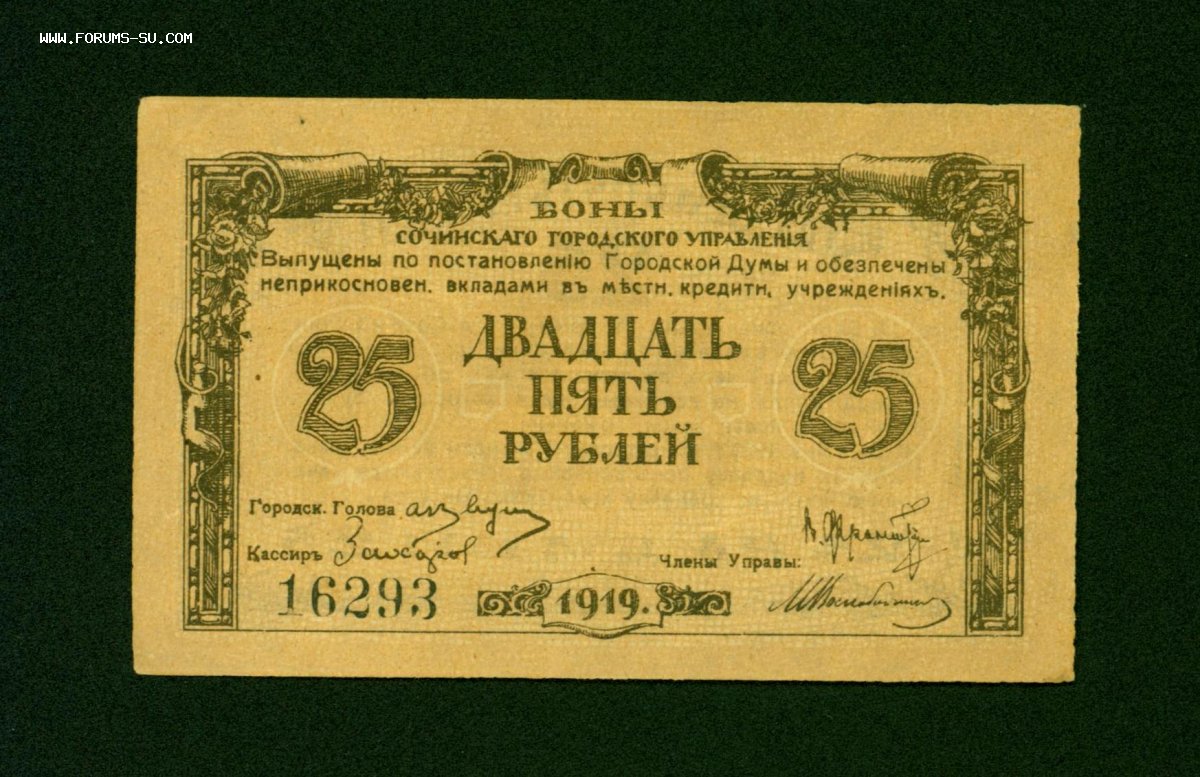 WWW.FORUMS-SU.COM
БОНЫ
СОЧИНСКАГО ГОРОДСКОГО УПРАВЛЕНІЯ
Выпущены по постановленію Городской Думы и обезпечены
неприкосновен. вкладами въ мѣстн. кредитн. учрежденіяхъ.
25 ДВАДЦАТЬ 25
ПЯТЬ
РУБЛЕЙ
Городск. Голова
Кассиръ
Члены Управы:
16293 1919.